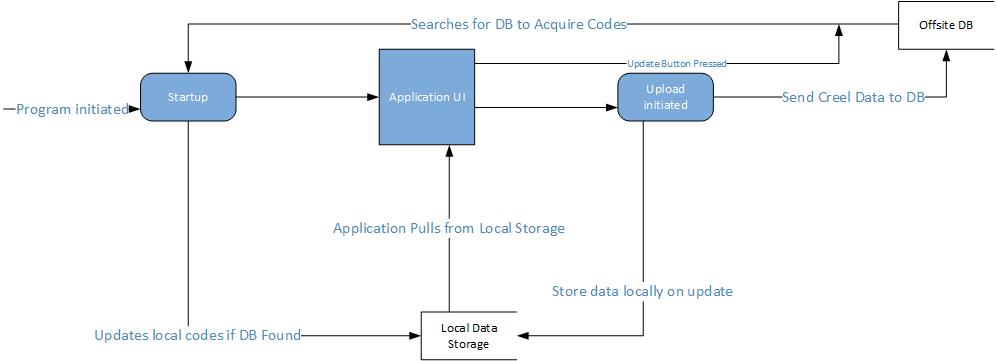 Searches for DB to Acquire Codes
Offsite DB
Update Button Pressed
Startup
Application UI
Upload
initiated
Send Creel Data to DB
Program initiated
Application Pulls from Local Storage
Store data locally on update
Updates local codes if DB Found
Local Data
Storage